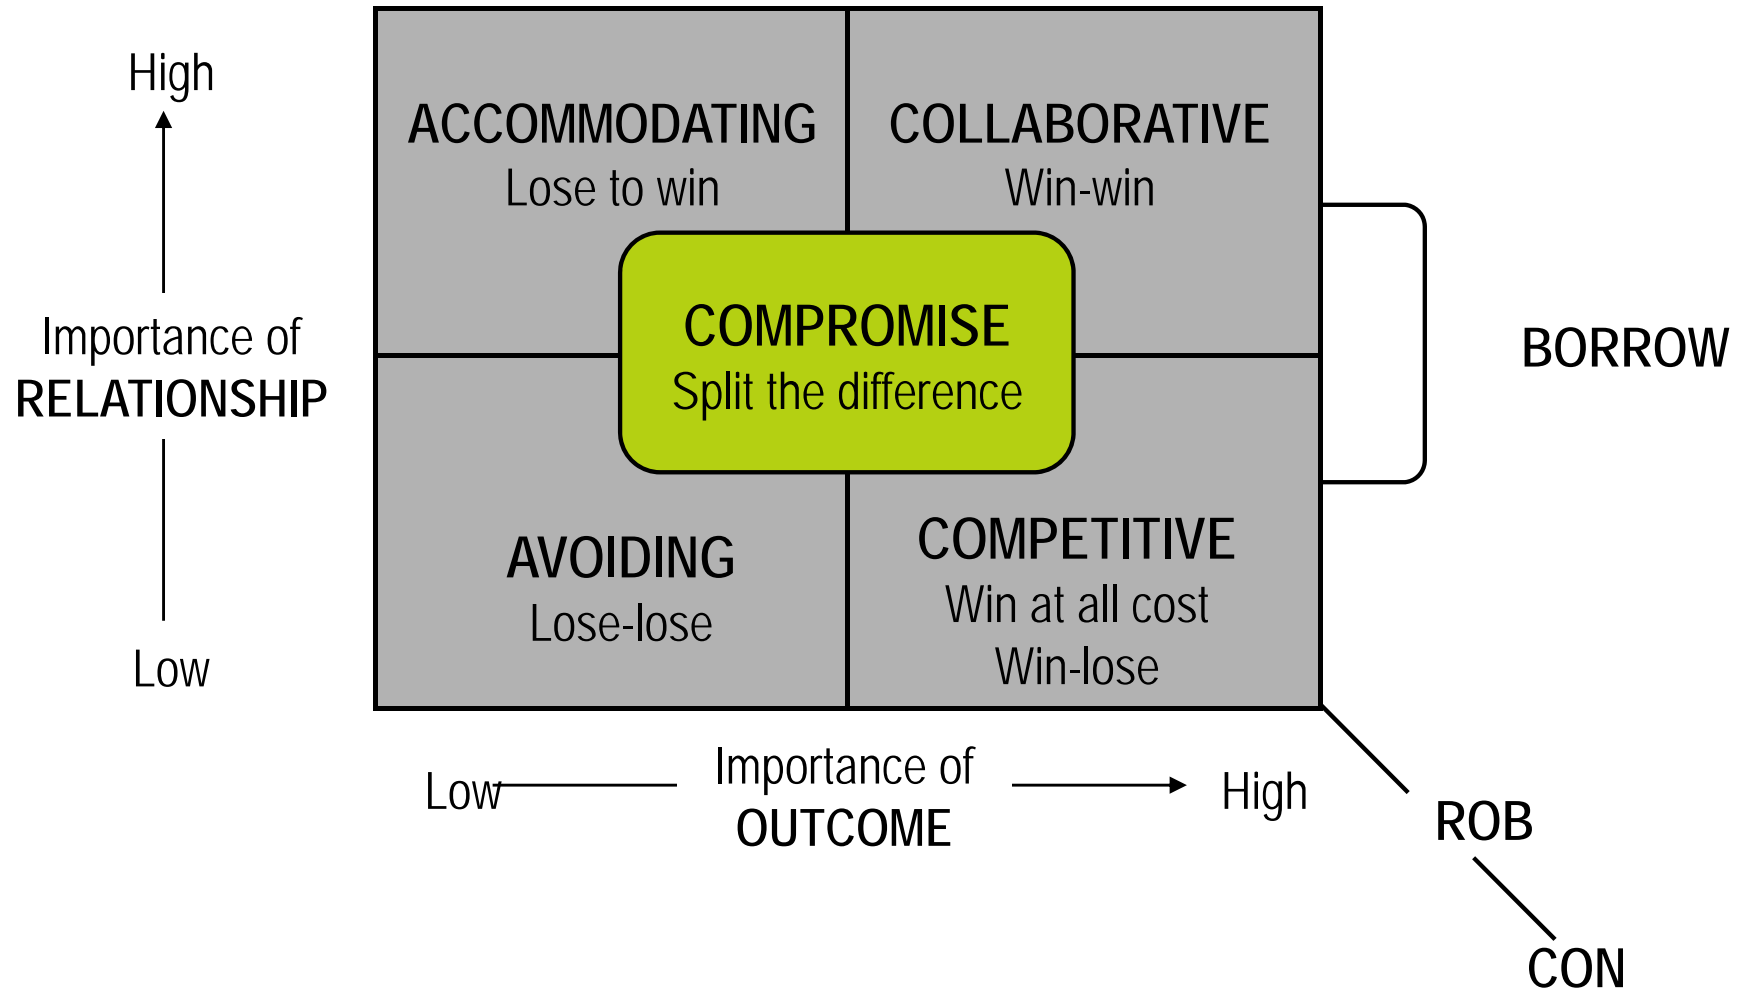 High
Importance of
RELATIONSHIP
Low
ACCOMMODATING
Lose to win
COLLABORATIVE
Win-win
COMPROMISE
Split the difference
AVOIDING
Lose-lose
COMPETITIVE
Win at all cost
Win-lose
Low
Importance of
OUTCOME
High
BORROW
ROB
CON